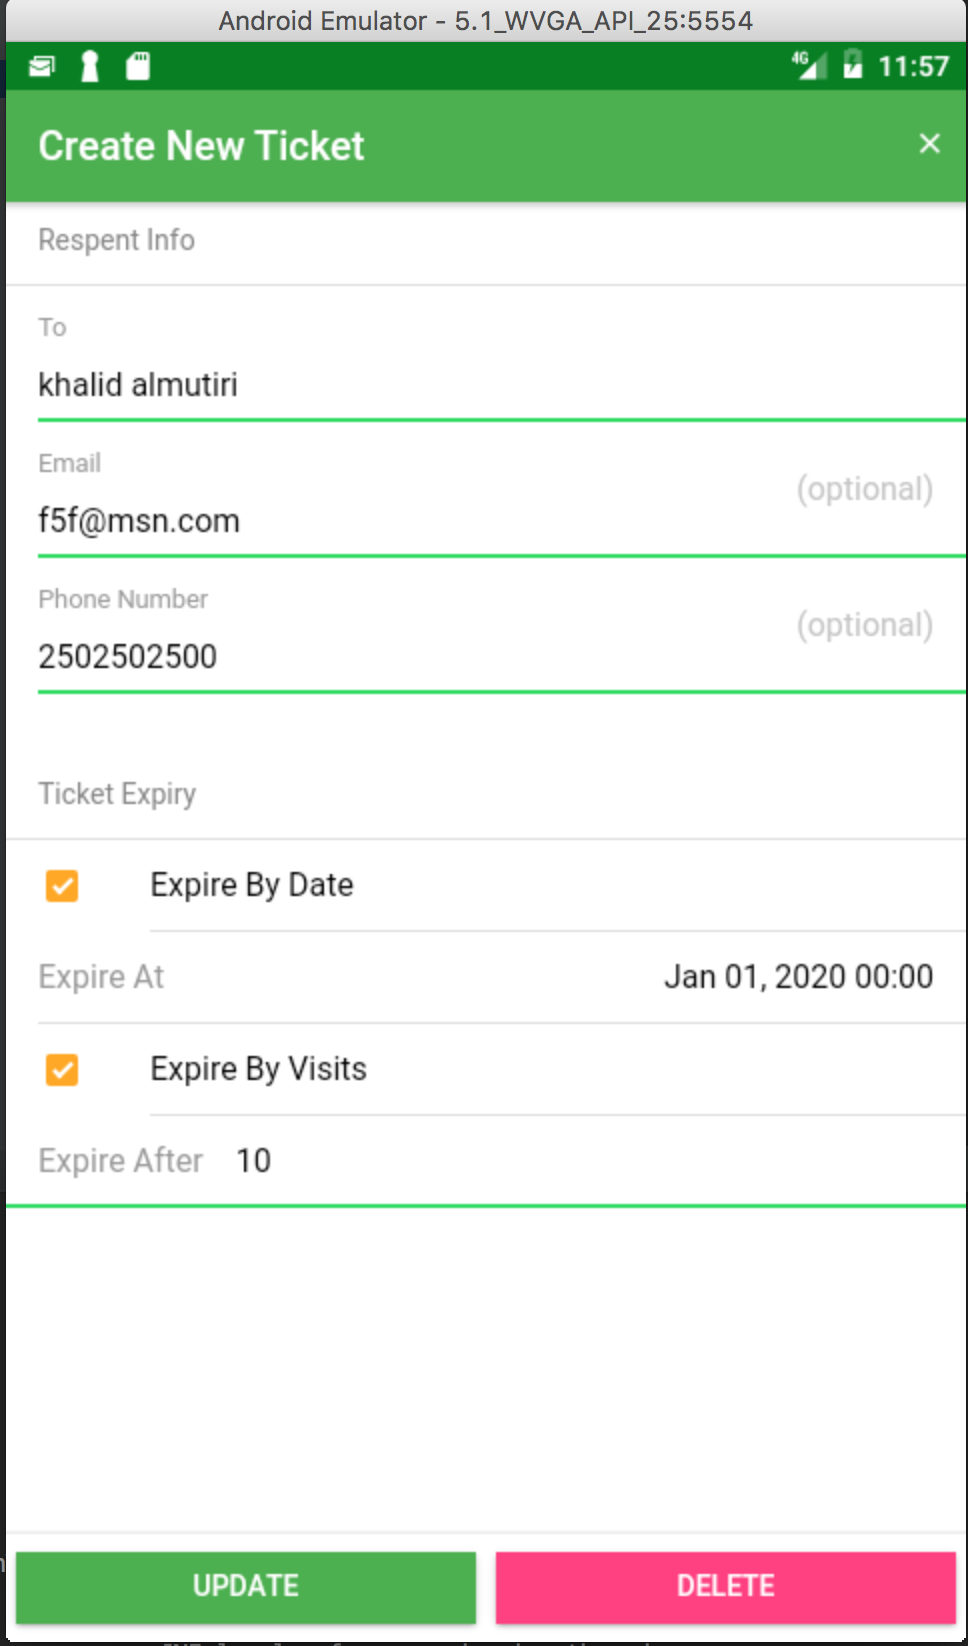 Android Emulator - 5.1_WVGA_API_25:5554
4G 11:57
Create New Ticket ×
Respent Info
To
khalid almutiri
Email
(optional)
f5f@msn.com
Phone Number
(optional)
2502502500
Ticket Expiry
Expire By Date
Expire At Jan 01, 2020 00:00
Expire By Visits
Expire After 10
UPDATE DELETE